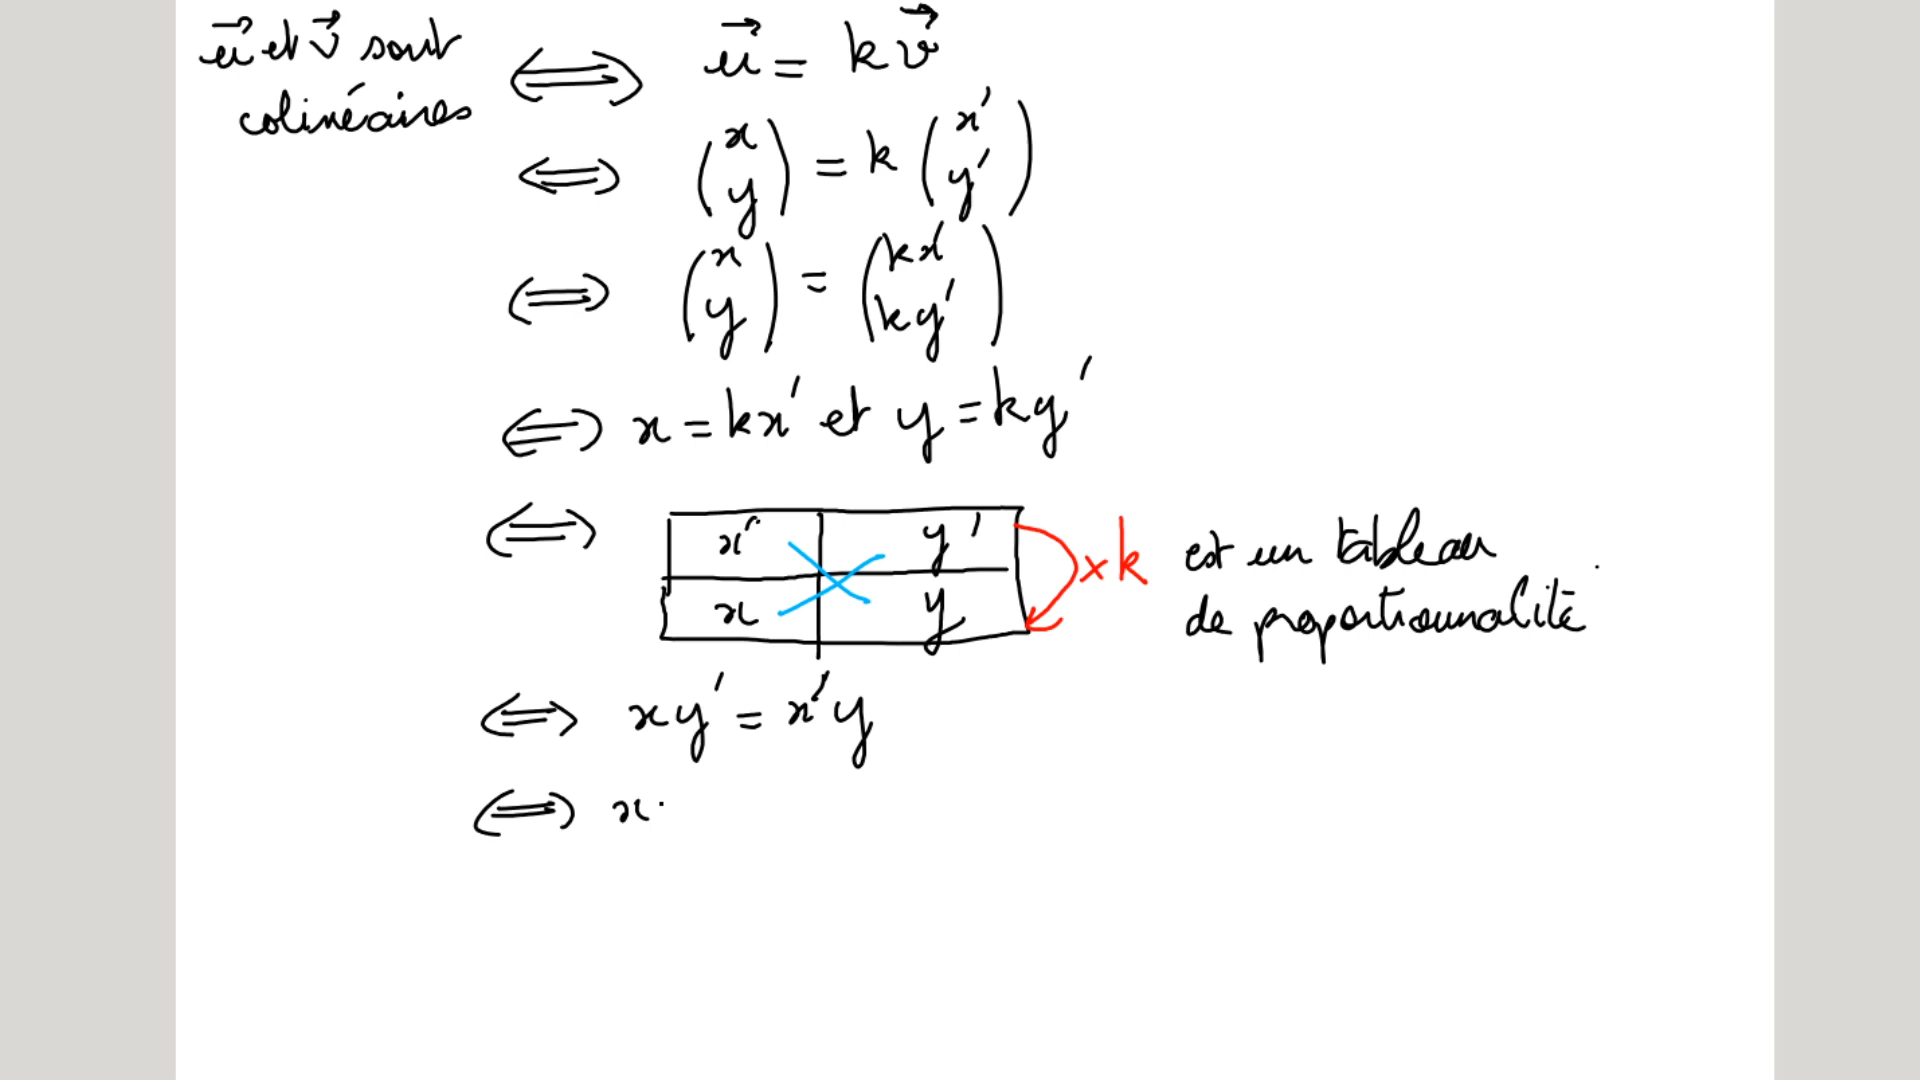 u⃗ et v⃗ sont ⟺ u⃗ = k v⃗
colinéaires
⟺ (x y) = k (x' y')
⟺ (x y) = (kx' ky')
⟺ x = kx' et y = ky'
⟺ x' y' ×k est un tableau
x y de proportionnalité
⟺ xy' = x'y
⟺ x